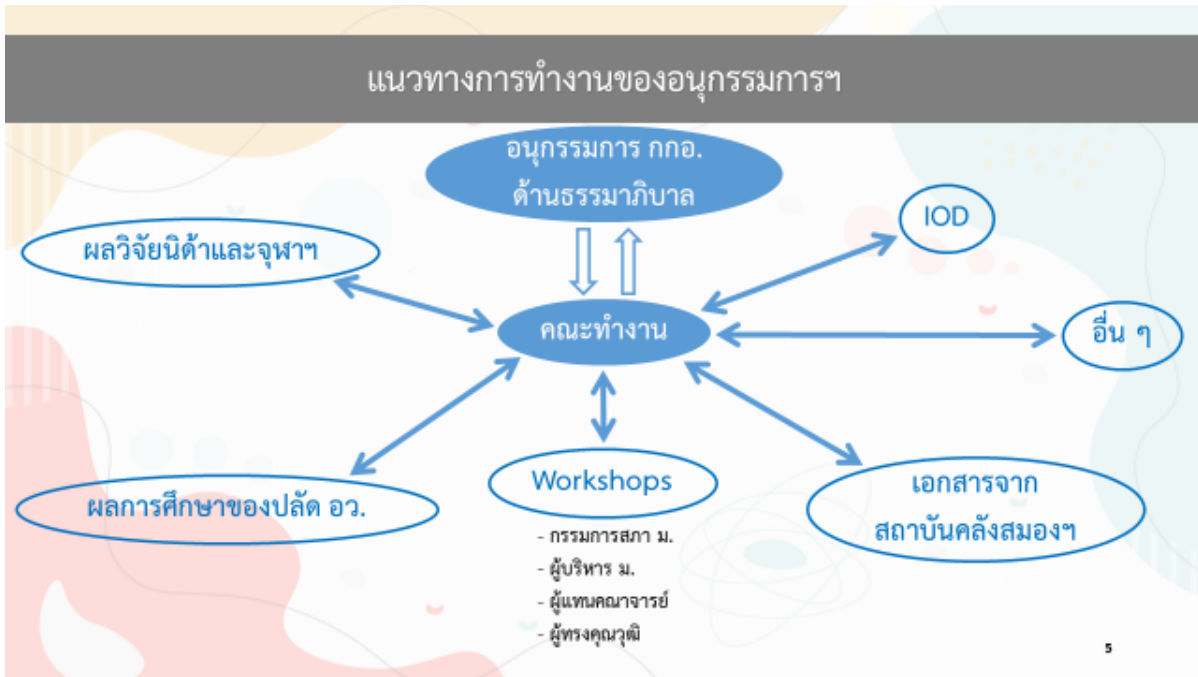 แนวทางการทำงานของอนุกรรมการฯ
อนุกรรมการ กกอ.
ด้านธรรมาภิบาล
IOD
ผลวิจัยนิด้าและจุฬาฯ
คณะทำงาน
อื่น ๆ
ผลการศึกษาของปลัด อว.
Workshops
- กรรมการสภา ม.
- ผู้บริหาร ม.
- ผู้แทนคณาจารย์
- ผู้ทรงคุณวุฒิ
เอกสารจาก
สถาบันคลังสมองฯ
5